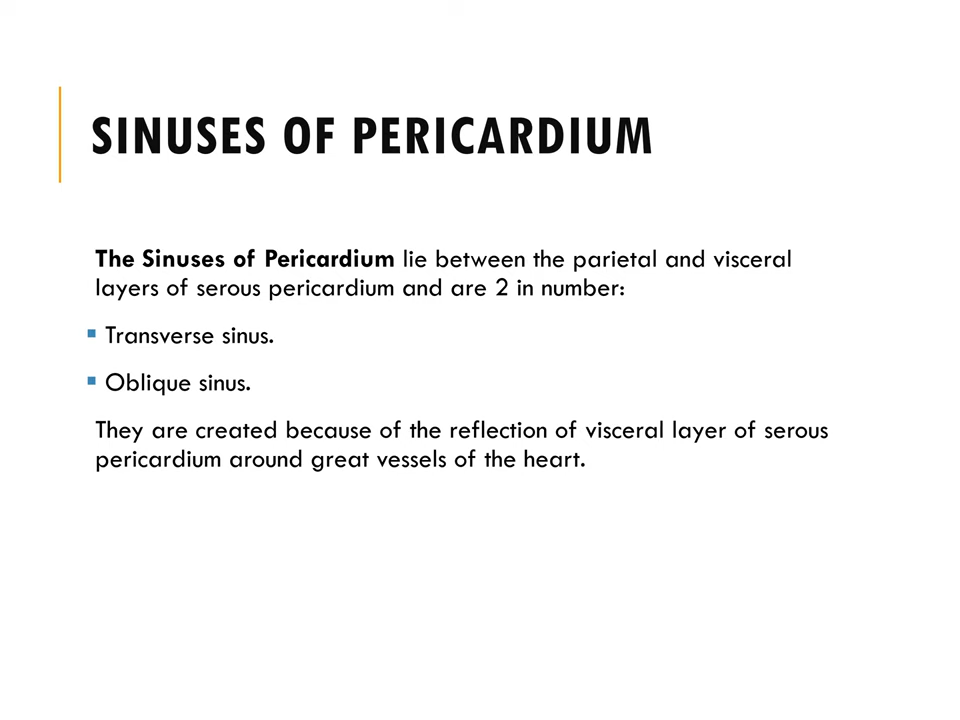 SINUSES OF PERICARDIUM
The Sinuses of Pericardium lie between the parietal and visceral
layers of serous pericardium and are 2 in number:
▪ Transverse sinus.
▪ Oblique sinus.
They are created because of the reflection of visceral layer of serous
pericardium around great vessels of the heart.